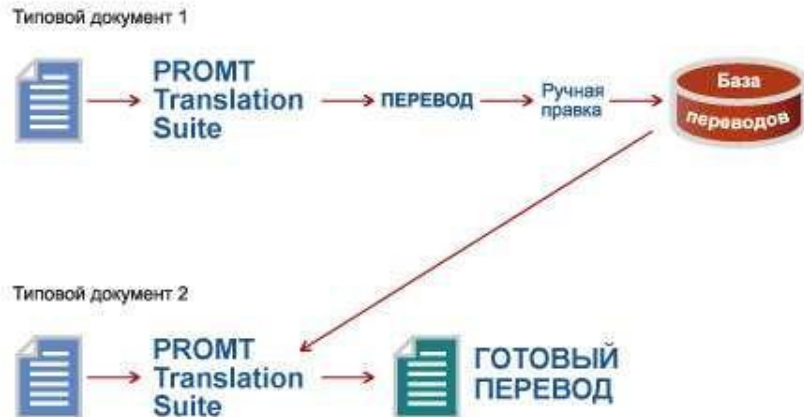 Типовой документ 1
PROMT
Translation
Suite
ПЕРЕВОД
Ручная
правка
База
переводов
Типовой документ 2
PROMT
Translation
Suite
ГОТОВЫЙ
ПЕРЕВОД